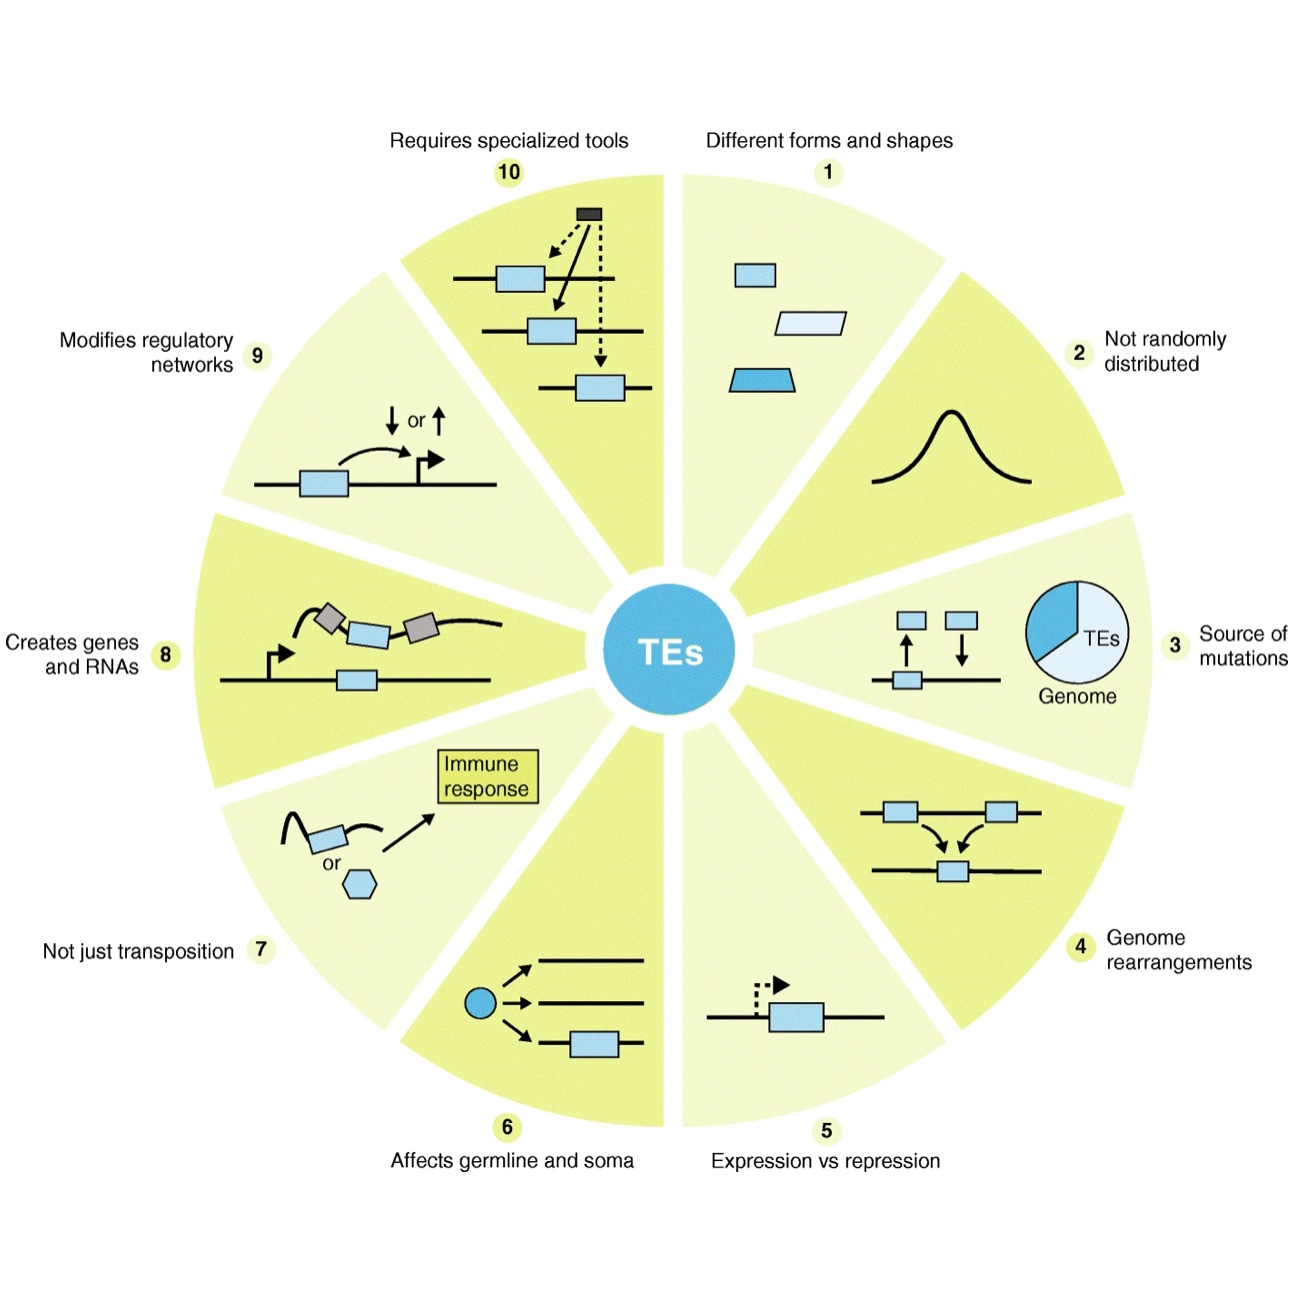 Requires specialized tools
10
Different forms and shapes
1
Not randomly
distributed
2
Source of
mutations
3
TEs
Genome
Genome
rearrangements
4
Expression vs repression
5
Affects germline and soma
6
Not just transposition
7
Immune
response
or
Creates genes
and RNAs
8
Modifies regulatory
networks
9
or
TEs